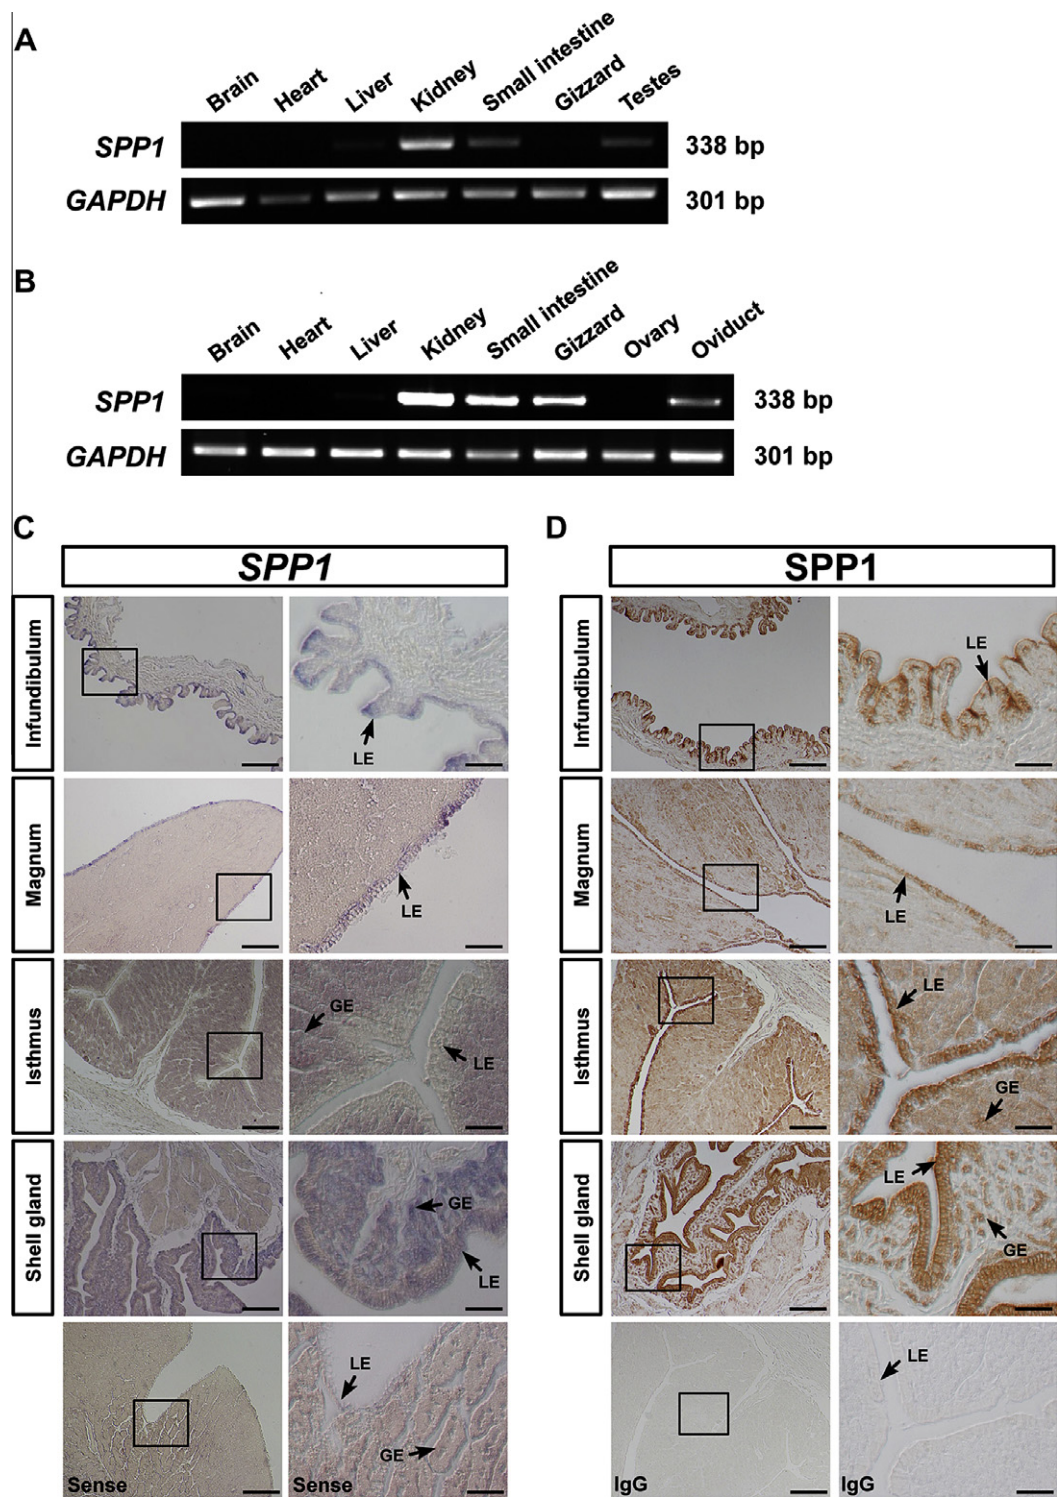 A
Brain Heart Liver Kidney Small intestine Gizzard Testes
SPP1 338 bp
GAPDH 301 bp
B
Brain Heart Liver Kidney Small intestine Gizzard Ovary Oviduct
SPP1 338 bp
GAPDH 301 bp
C
SPP1
Infundibulum
LE
Magnum
LE
Isthmus
GE
LE
Shell gland
GE
LE
LE
GE
Sense Sense
D
SPP1
Infundibulum
LE
Magnum
LE
Isthmus
LE
GE
Shell gland
LE
GE
LE
IgG IgG